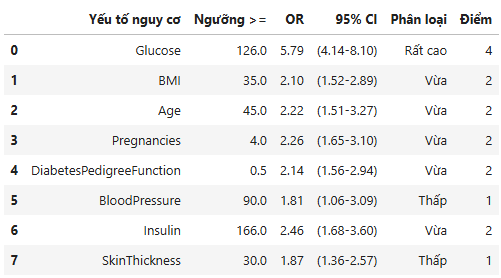 Yếu tố nguy cơ Ngưỡng >= OR 95% CI Phân loại Điểm
0 Glucose 126.0 5.79 (4.14-8.10) Rất cao 4
1 BMI 35.0 2.10 (1.52-2.89) Vừa 2
2 Age 45.0 2.22 (1.51-3.27) Vừa 2
3 Pregnancies 4.0 2.26 (1.65-3.10) Vừa 2
4 DiabetesPedigreeFunction 0.5 2.14 (1.56-2.94) Vừa 2
5 BloodPressure 90.0 1.81 (1.06-3.09) Thấp 1
6 Insulin 166.0 2.46 (1.68-3.60) Vừa 2
7 SkinThickness 30.0 1.87 (1.36-2.57) Thấp 1